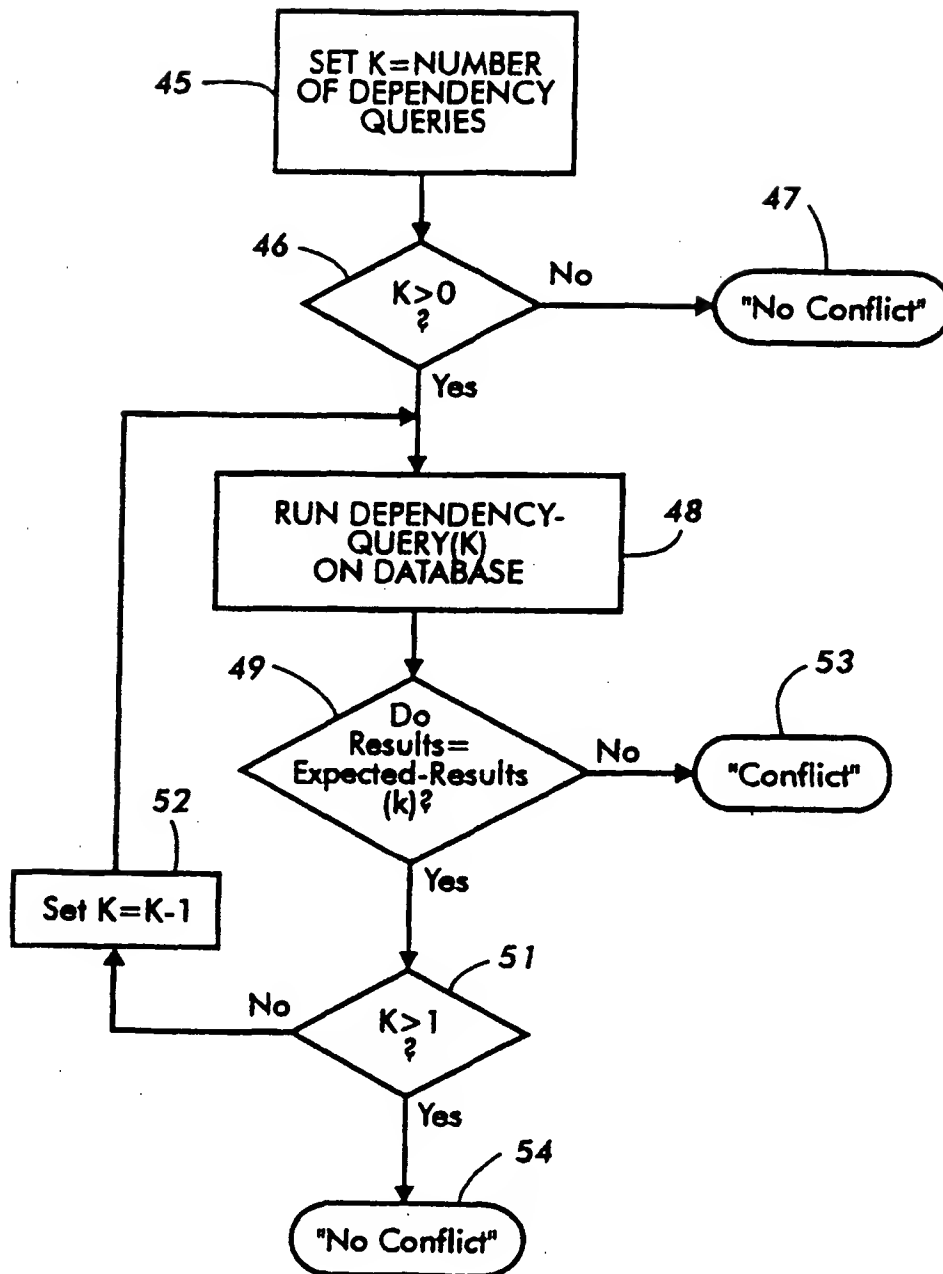 45
SET K=NUMBER
OF DEPENDENCY
QUERIES
46
K>0
?
No
47
"No Conflict"
Yes
RUN DEPENDENCY-
QUERY(K)
ON DATABASE
48
49
Do
Results=
Expected-Results
(k)?
No
53
"Conflict"
Yes
52
Set K=K-1
51
No
K>1
?
Yes
54
"No Conflict"